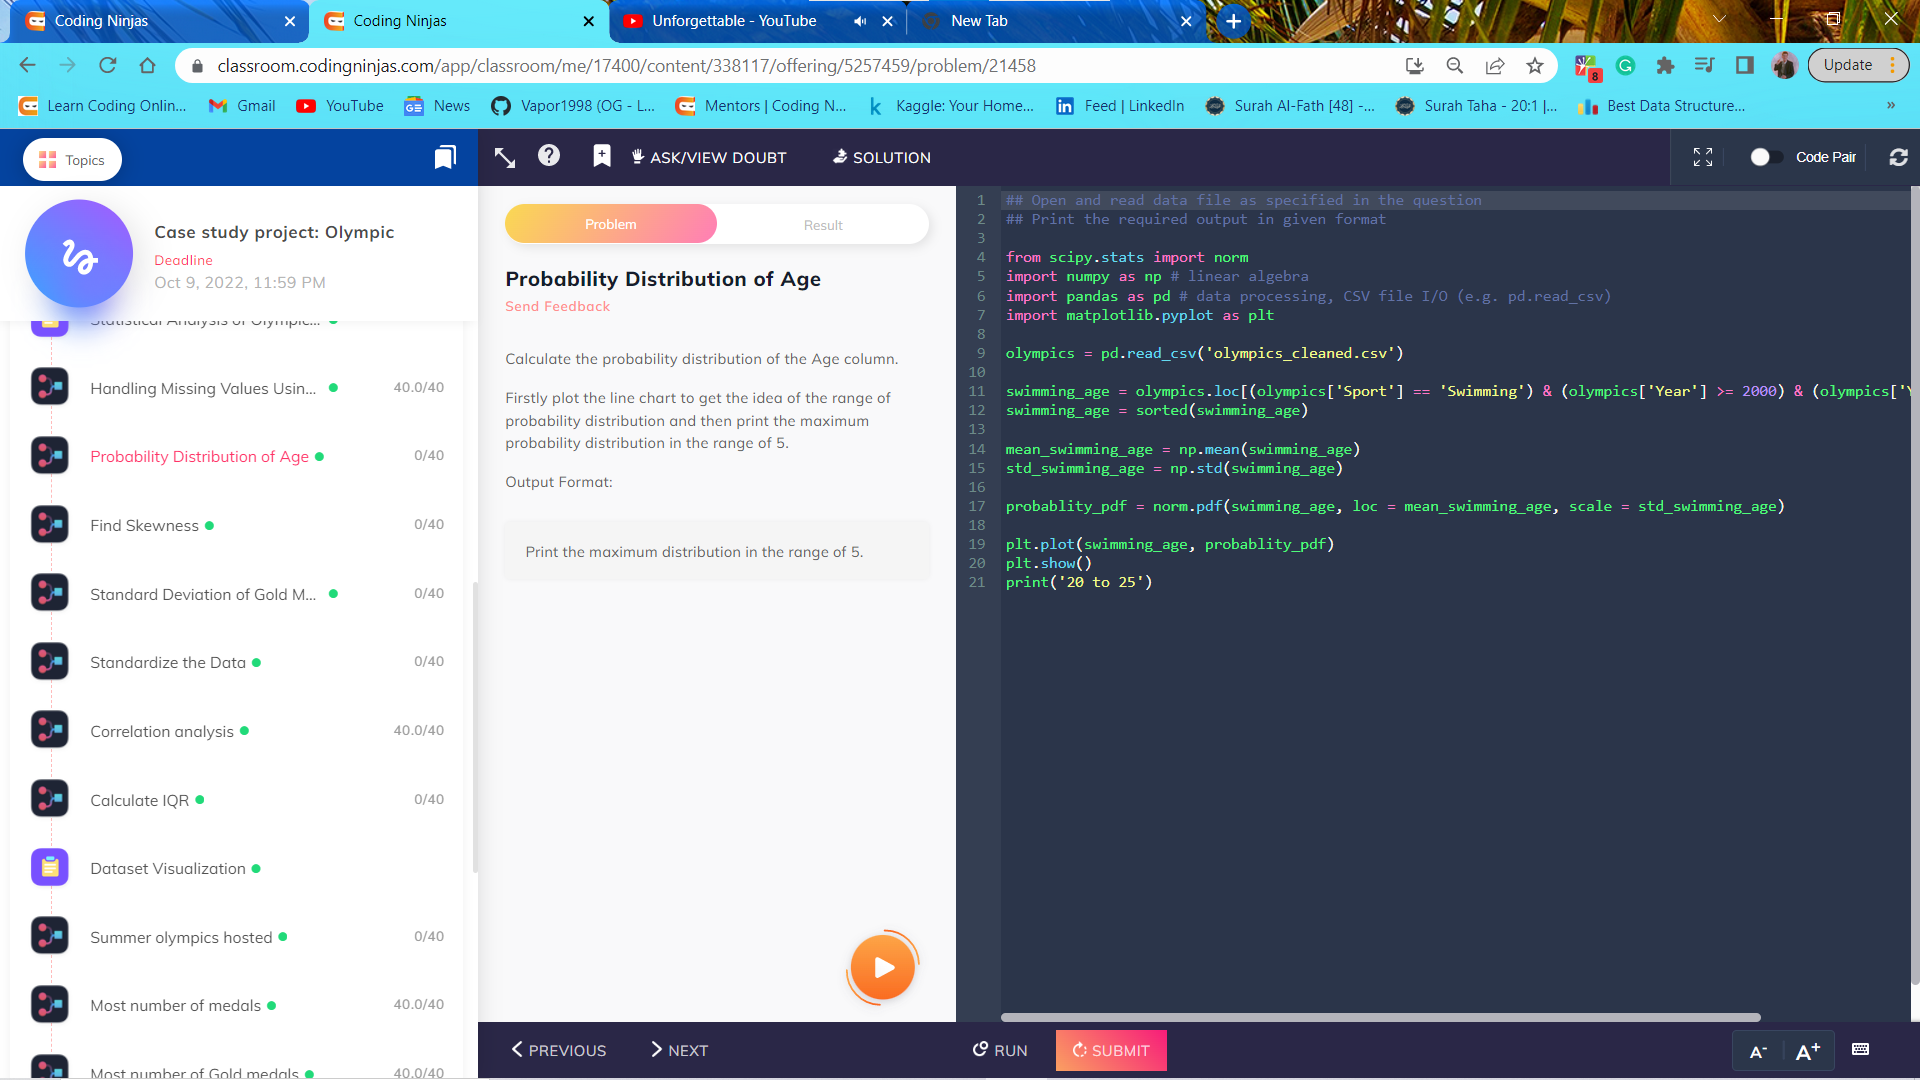 Coding Ninjas
Coding Ninjas
Unforgettable - YouTube
New Tab
classroom.codingninjas.com/app/classroom/me/17400/content/338117/offering/5257459/problem/21458
8
Update
Learn Coding Onlin...
Gmail
YouTube
News
Vapor1998 (OG - L...
Mentors | Coding N...
Kaggle: Your Home...
Feed | LinkedIn
Surah Al-Fath [48] -...
Surah Taha - 20:1 |...
Best Data Structure...
»
Topics
ASK/VIEW DOUBT
SOLUTION
Code Pair
Case study project: Olympic
Deadline
Oct 9, 2022, 11:59 PM
Statistical Analysis of Olympic...
Handling Missing Values Usin...
40.0/40
Probability Distribution of Age
0/40
Find Skewness
0/40
Standard Deviation of Gold M...
0/40
Standardize the Data
0/40
Correlation analysis
40.0/40
Calculate IQR
0/40
Dataset Visualization
Summer olympics hosted
0/40
Most number of medals
40.0/40
Most number of Gold medals
40.0/40
Problem
Result
Probability Distribution of Age
Send Feedback
Calculate the probability distribution of the Age column.
Firstly plot the line chart to get the idea of the range of
probability distribution and then print the maximum
probability distribution in the range of 5.
Output Format:
Print the maximum distribution in the range of 5.
1 ## Open and read data file as specified in the question
2 ## Print the required output in given format
3
4 from scipy.stats import norm
5 import numpy as np # linear algebra
6 import pandas as pd # data processing, CSV file I/O (e.g. pd.read_csv)
7 import matplotlib.pyplot as plt
8
9 olympics = pd.read_csv('olympics_cleaned.csv')
10
11 swimming_age = olympics.loc[(olympics['Sport'] == 'Swimming') & (olympics['Year'] >= 2000) & (olympics['Y
12 swimming_age = sorted(swimming_age)
13
14 mean_swimming_age = np.mean(swimming_age)
15 std_swimming_age = np.std(swimming_age)
16
17 probablity_pdf = norm.pdf(swimming_age, loc = mean_swimming_age, scale = std_swimming_age)
18
19 plt.plot(swimming_age, probablity_pdf)
20 plt.show()
21 print('20 to 25')
PREVIOUS
NEXT
RUN
SUBMIT
A-
A+